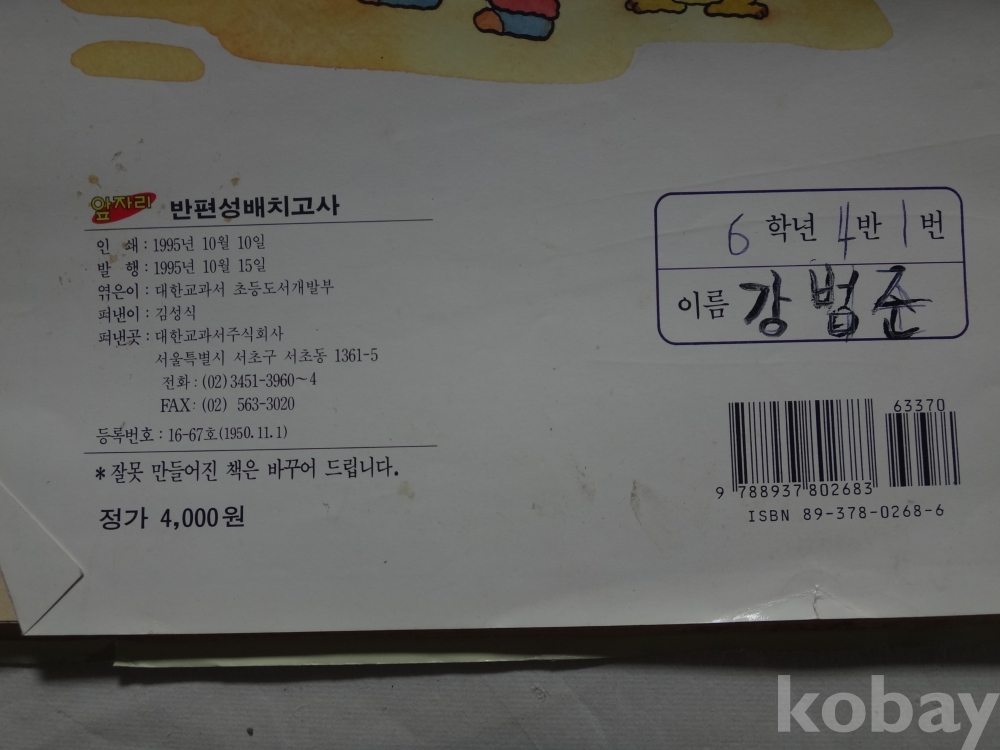 앞자리 반편성배치고사
인 쇄 : 1995년 10월 10일
발 행 : 1995년 10월 15일
엮은이 : 대한교과서 초등도서개발부
펴낸이 : 김성식
펴낸곳 : 대한교과서주식회사
서울특별시 서초구 서초동 1361-5
전화 : (02)3451-3960~4
FAX : (02) 563-3020
등록번호 : 16-67호(1950.11.1)
*잘못 만들어진 책은 바꾸어 드립니다.
정가 4,000원
6 학년 4 반 1 번
이름 강범준
63370
9 788937 802683
ISBN 89-378-0268-6
kobay